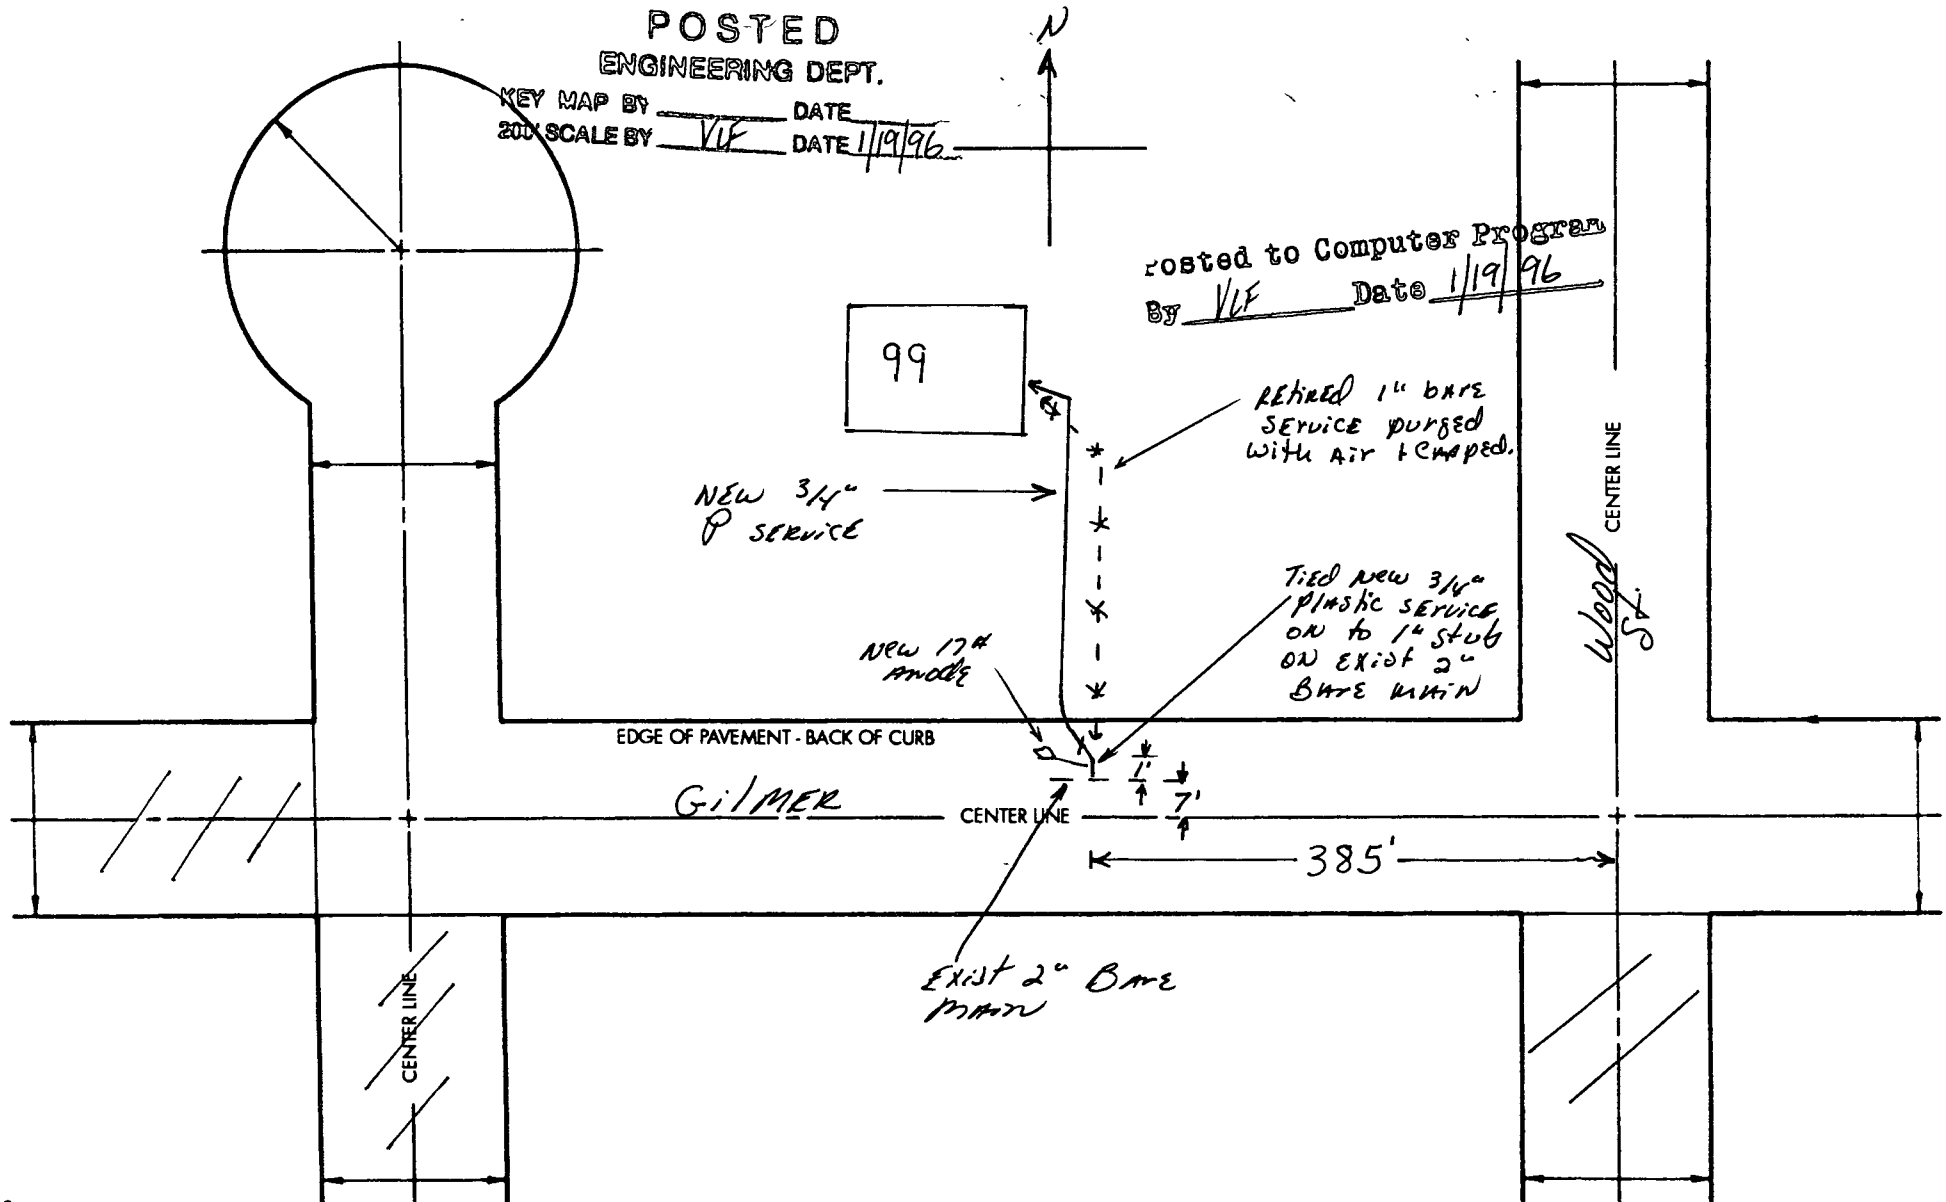 POSTED
ENGINEERING DEPT.
KEY MAP BY ______ DATE ______
200' SCALE BY VLF DATE 1/19/96
N
Posted to Computer Program
By VLF Date 1/19/96
99
RETIRED 1" BARE
SERVICE purged
with Air & CAPPED.
NEW 3/4"
P SERVICE
CENTER LINE
Wood
St.
TIED NEW 3/4"
PLASTIC SERVICE
ON to 1" Stub
ON EXIST 2"
BARE MAIN
NEW 17#
ANODE
EDGE OF PAVEMENT - BACK OF CURB
1'
7'
GilMER
CENTER LINE
385'
EXIST 2" BARE
MAIN
CENTER LINE